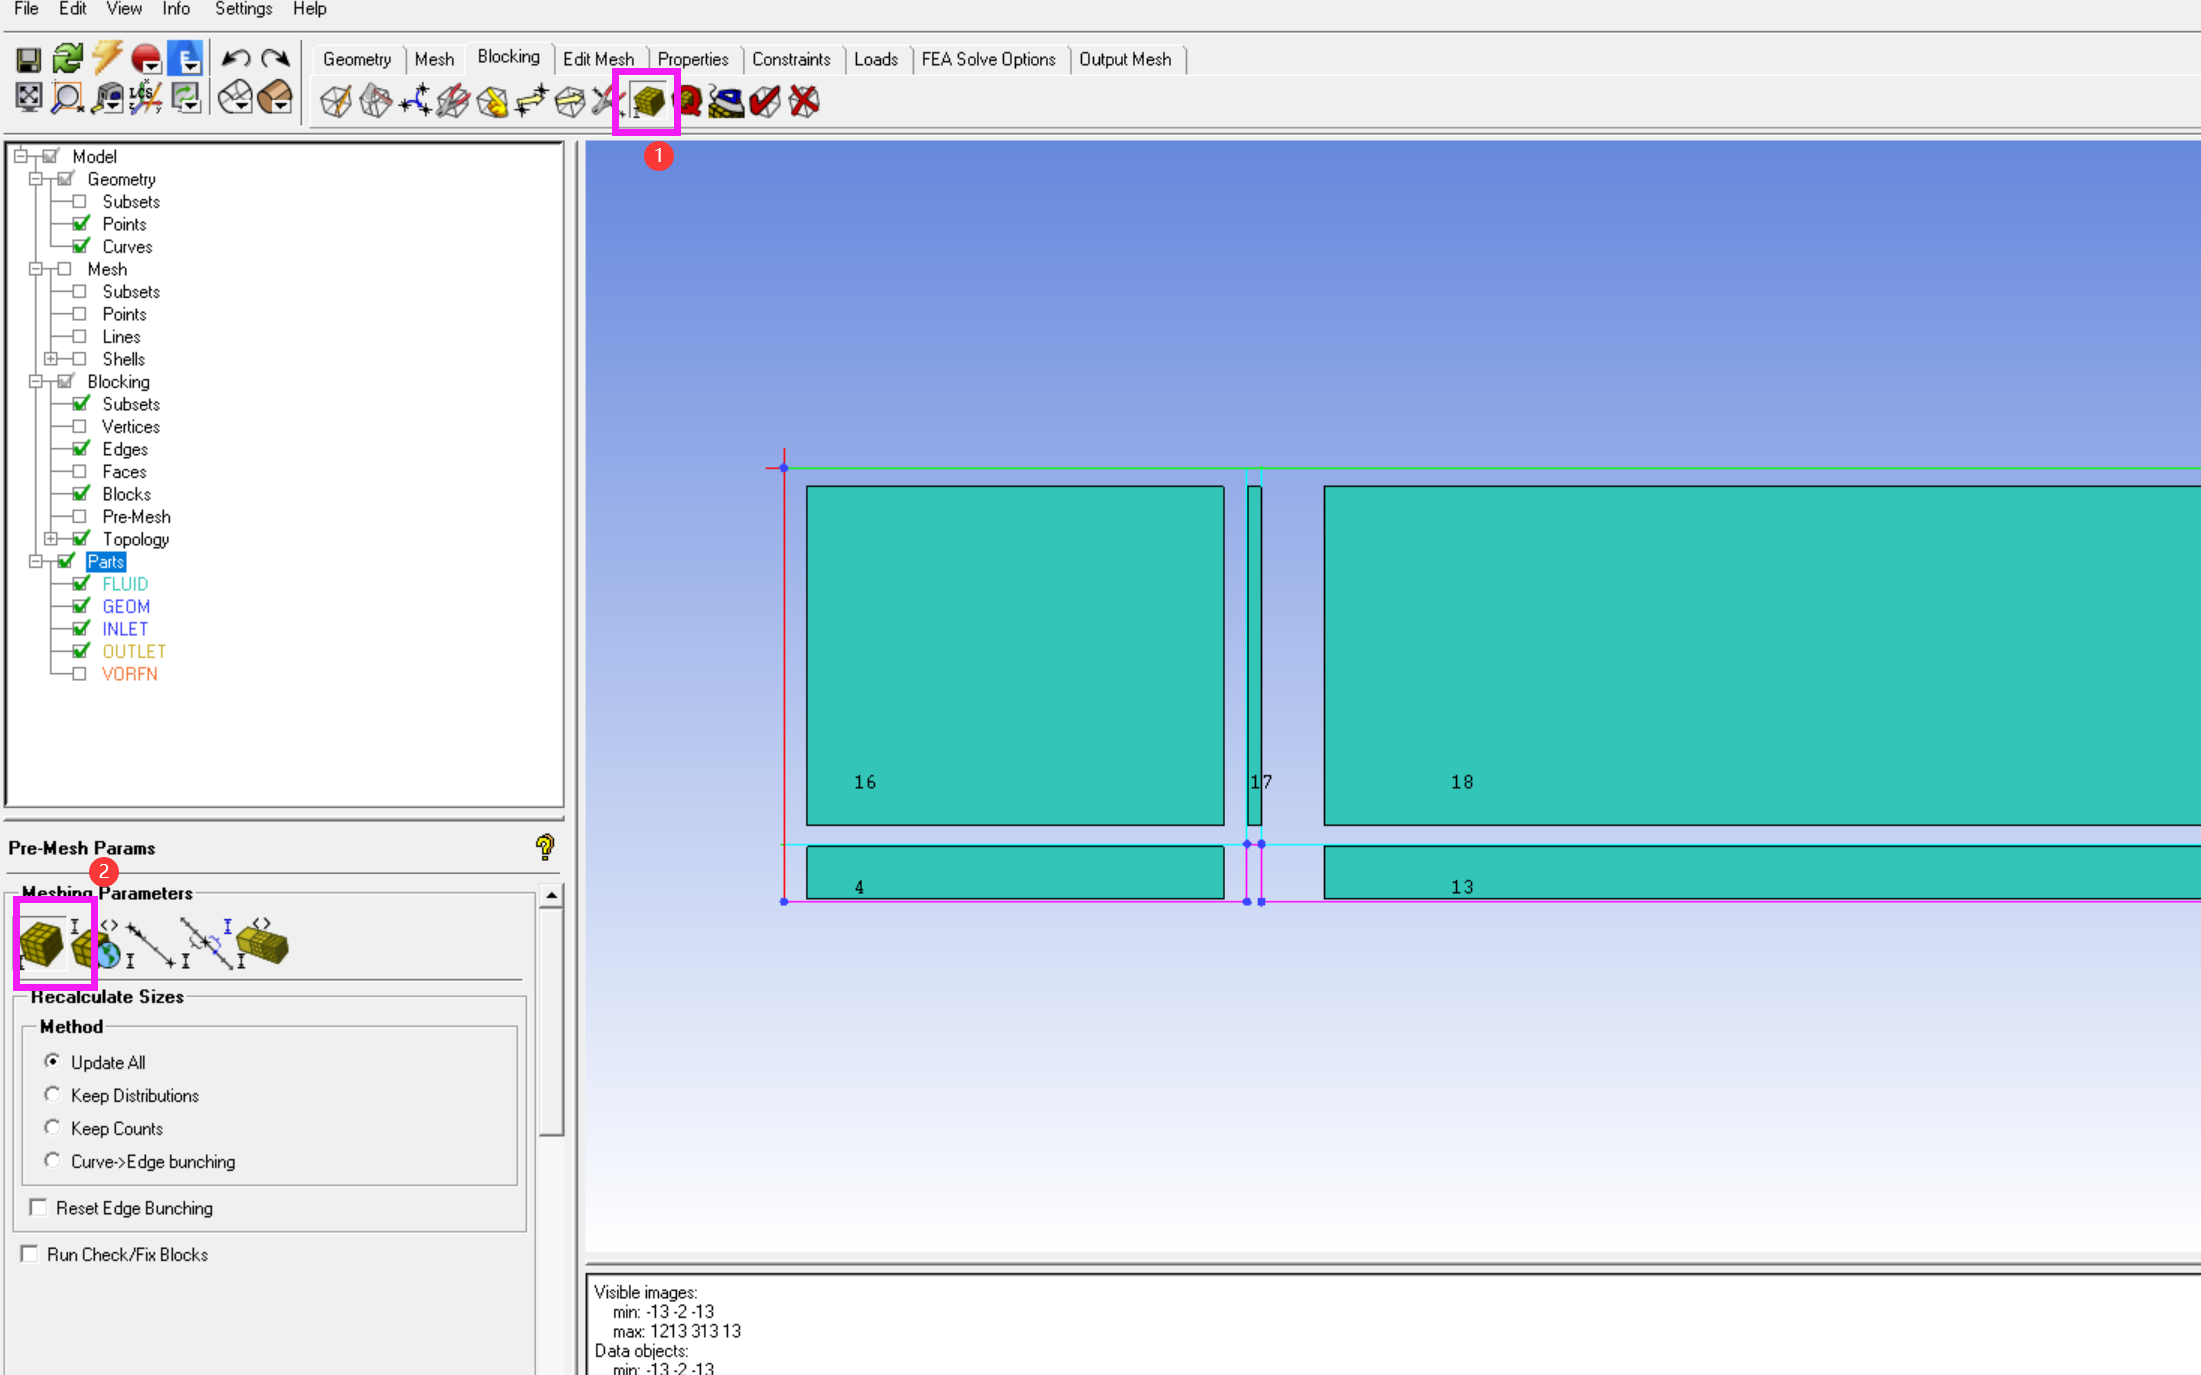 File Edit View Info Settings Help
Geometry Mesh Blocking Edit Mesh Properties Constraints Loads FEA Solve Options Output Mesh
1
Model
Geometry
Subsets
Points
Curves
Mesh
Subsets
Points
Lines
Shells
Blocking
Subsets
Vertices
Edges
Faces
Blocks
Pre-Mesh
Topology
Parts
FLUID
GEOM
INLET
OUTLET
VORFN
16
17
18
4
13
Pre-Mesh Params
2
Meshing Parameters
Recalculate Sizes
Method
Update All
Keep Distributions
Keep Counts
Curve->Edge bunching
Reset Edge Bunching
Run Check/Fix Blocks
Visible images:
min: -13 -2 -13
max: 1213 313 13
Data objects:
min: -13 -2 -13